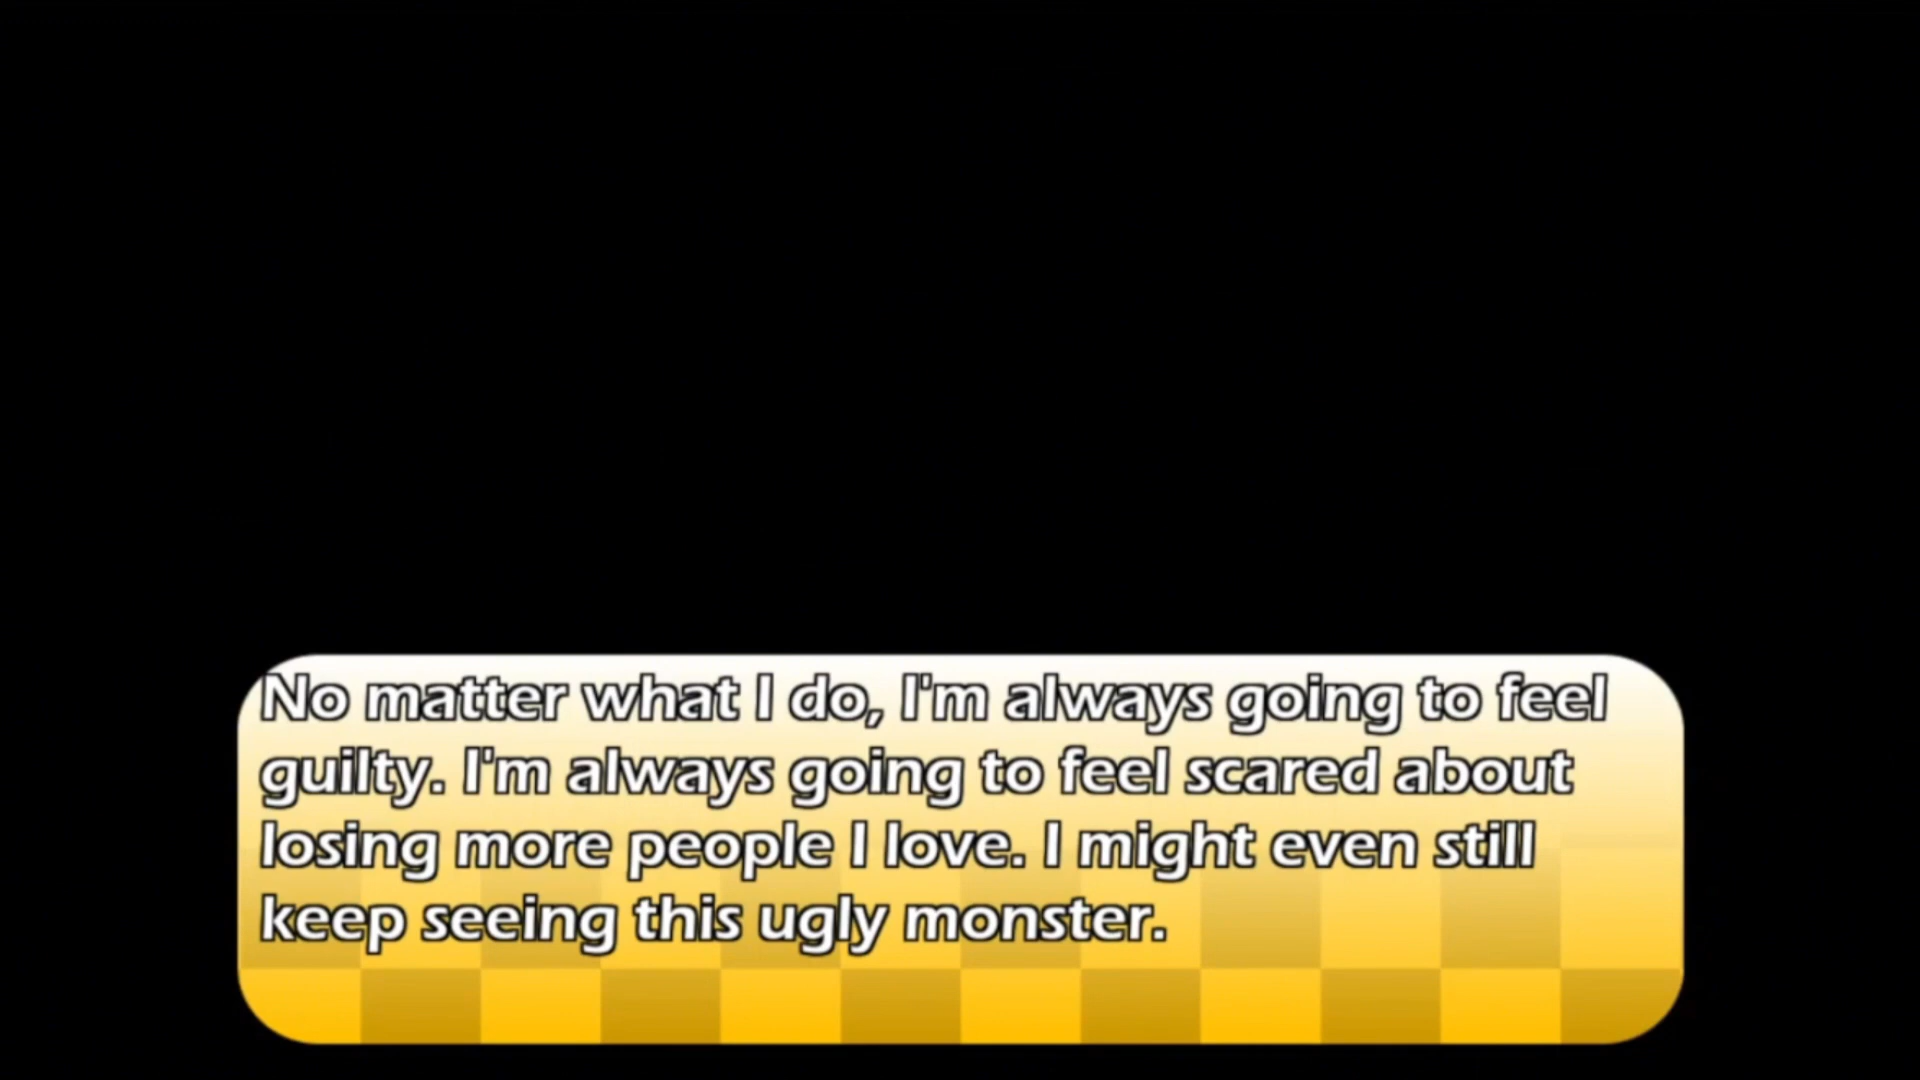 No matter what I do, I'm always going to feel
guilty. I'm always going to feel scared about
losing more people I love. I might even still
keep seeing this ugly monster.